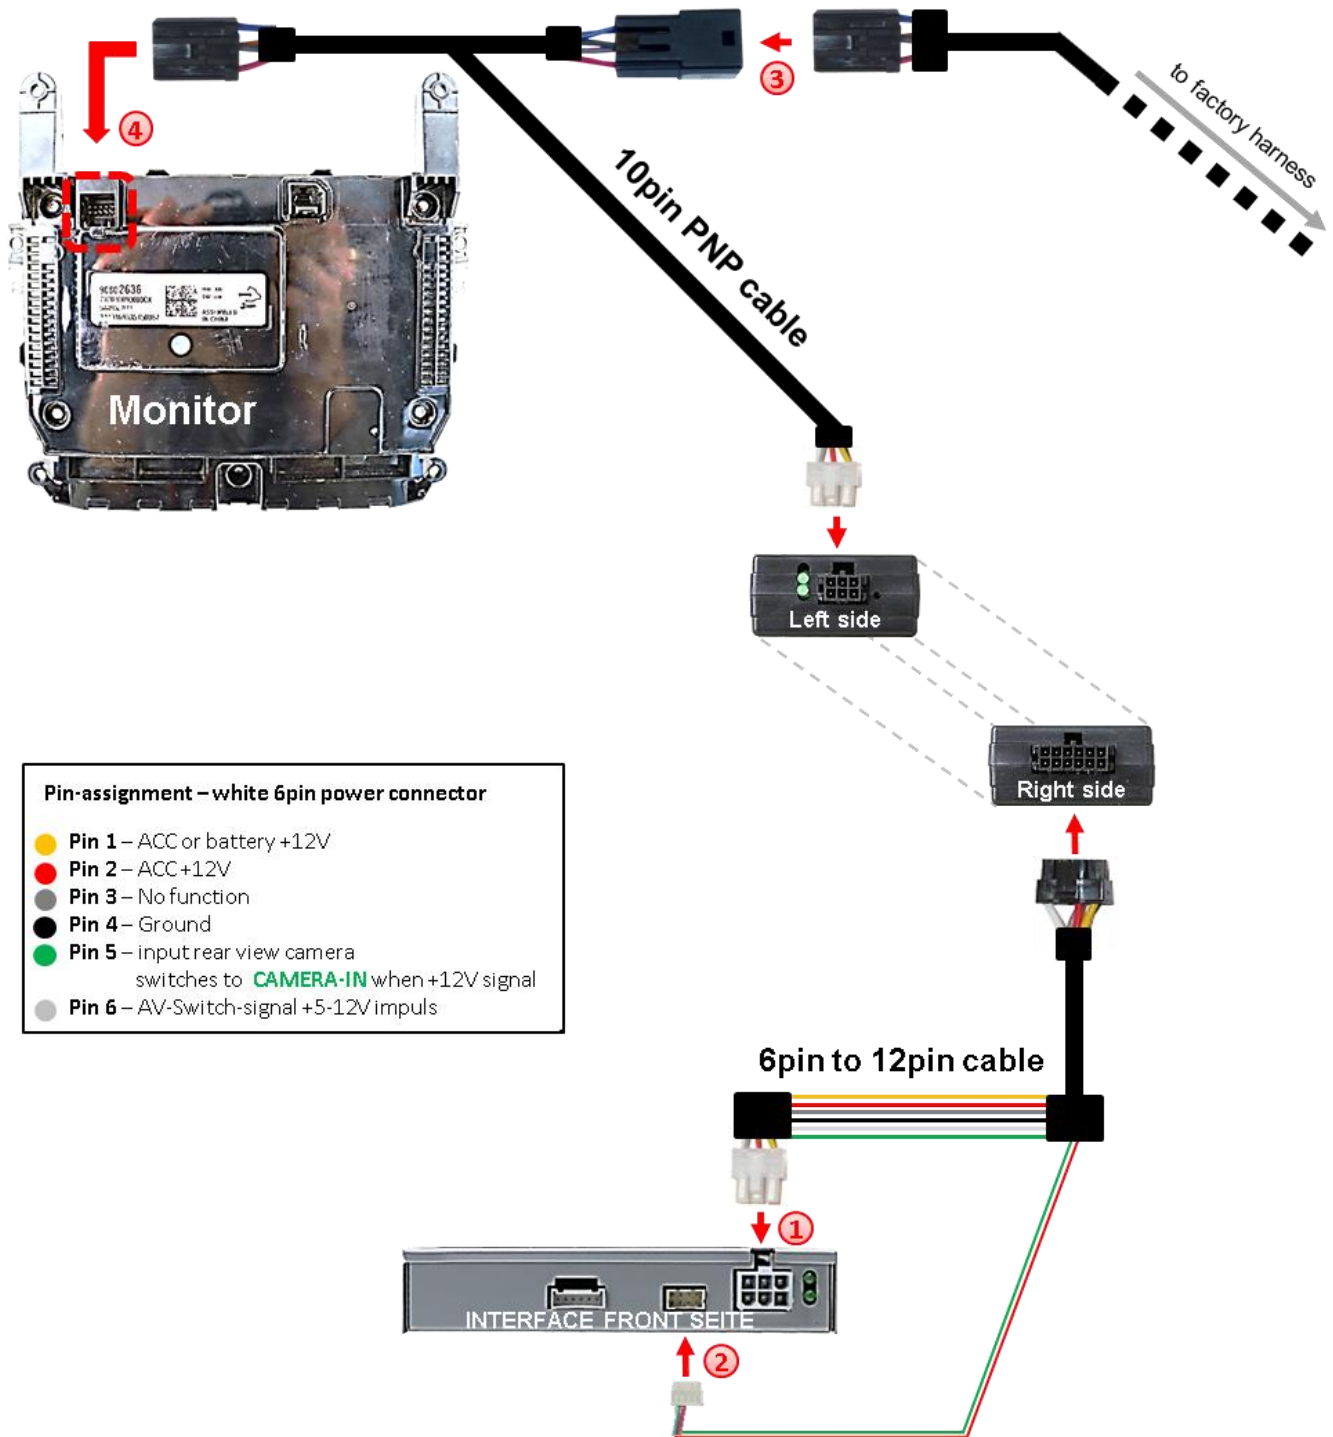 3
to factory harness
4
10pin PNP cable
Monitor
Left side
Right side
Pin-assignment – white 6pin power connector
Pin 1 – ACC or battery +12V
Pin 2 – ACC +12V
Pin 3 – No function
Pin 4 – Ground
Pin 5 – input rear view camera
switches to CAMERA-IN when +12V signal
Pin 6 – AV-Switch-signal +5-12V impuls
6pin to 12pin cable
1
INTERFACE FRONT SEITE
2